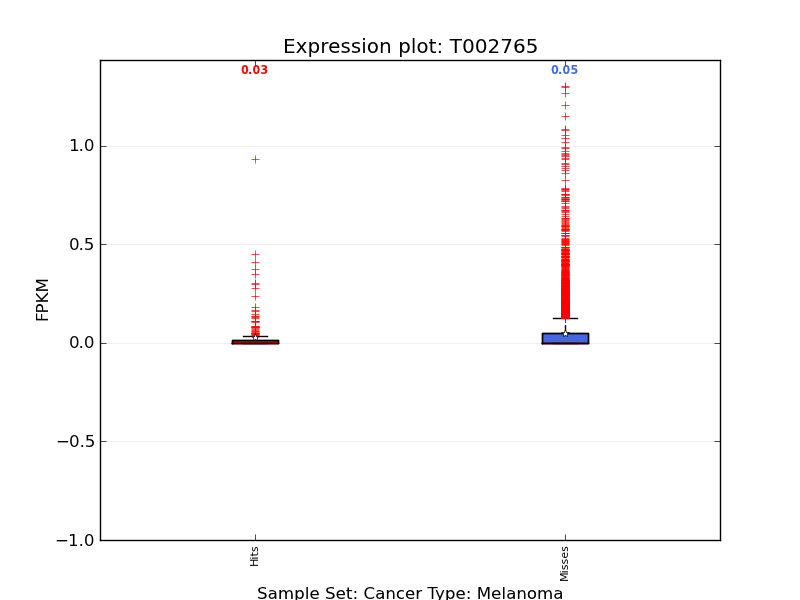 Expression plot: T002765
0.03
0.05
1.0
0.5
0.0
−0.5
−1.0
FPKM
Hits
Misses
Sample Set: Cancer Type: Melanoma